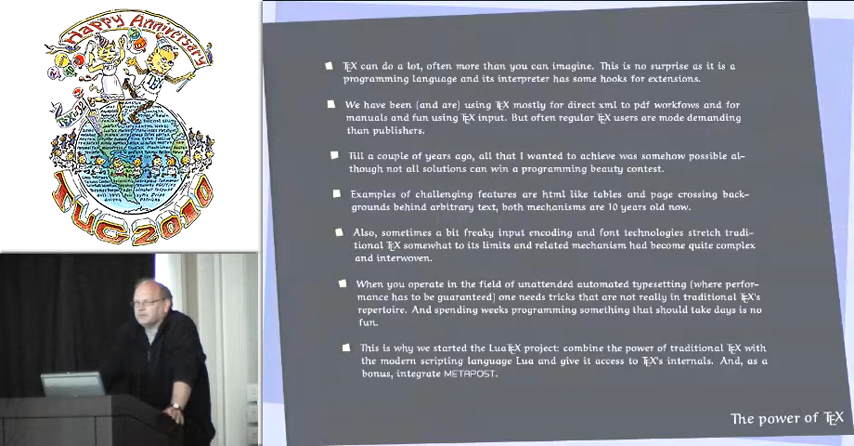 Happy Anniversary
TUG 2010
TEX can do a lot, often more than you can imagine. This is no surprise as it is a
programming language and its interpreter has some hooks for extensions.
We have been (and are) using TEX mostly for direct xml to pdf workfows and for
manuals and fun using TEX input. But often regular TEX users are mode demanding
than publishers.
Till a couple of years ago, all that I wanted to achieve was somehow possible al-
though not all solutions can win a programming beauty contest.
Examples of challenging features are html like tables and page crossing back-
grounds behind arbitrary text, both mechanisms are 10 years old now.
Also, sometimes a bit freaky input encoding and font technologies stretch tradi-
tional TEX somewhat to its limits and related mechanism had become quite complex
and interwoven.
When you operate in the field of unattended automated typesetting (where perfor-
mance has to be guaranteed) one needs tricks that are not really in traditional TEX's
repertoire. And spending weeks programming something that should take days is no
fun.
This is why we started the LuaTEX project: combine the power of traditional TEX with
the modern scripting language Lua and give it access to TEX's internals. And, as a
bonus, integrate METAPOST.
The power of TEX